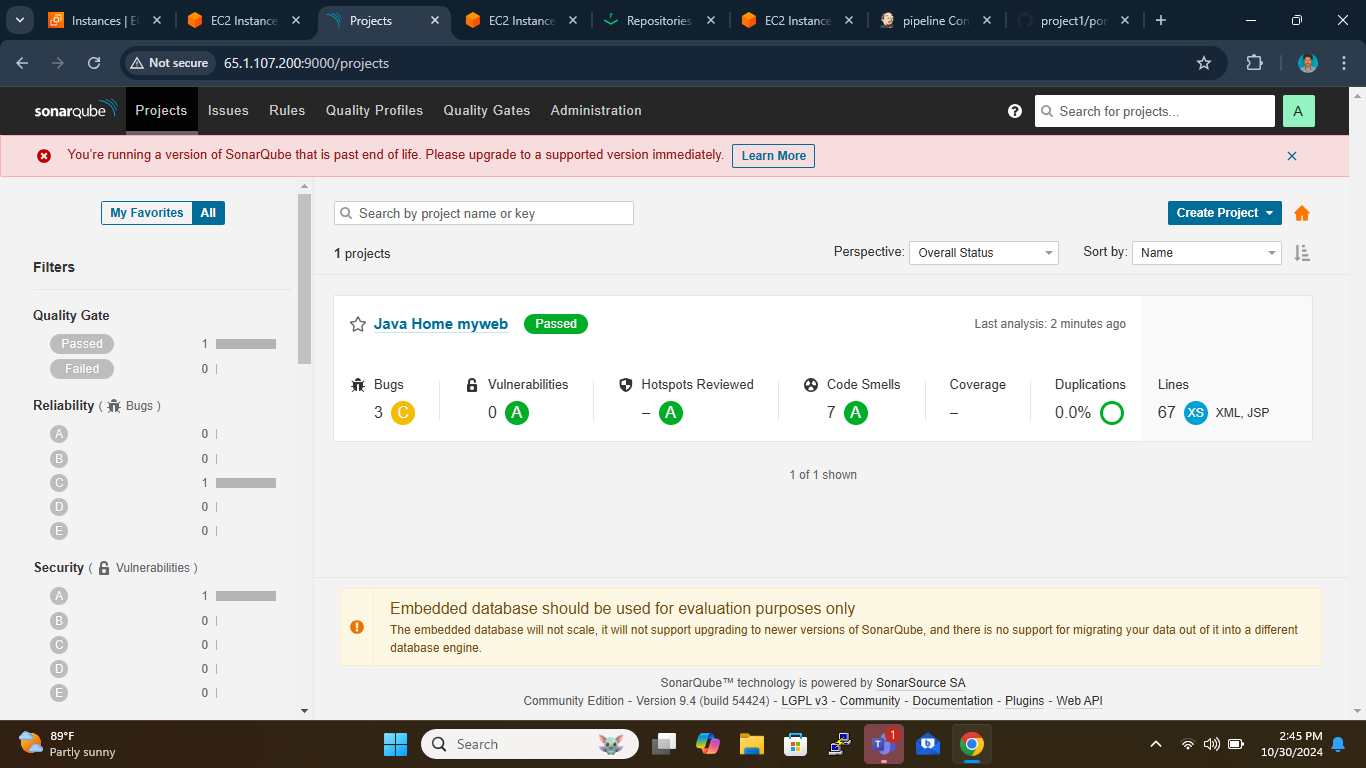 Instances | EC
EC2 Instance
Projects
EC2 Instance
Repositories
EC2 Instance
pipeline Con
project1/por
Not secure
65.1.107.200:9000/projects
sonarqube
Projects
Issues
Rules
Quality Profiles
Quality Gates
Administration
?
Search for projects...
A
You're running a version of SonarQube that is past end of life. Please upgrade to a supported version immediately.
Learn More
My Favorites
All
Search by project name or key
Create Project
1 projects
Perspective:
Overall Status
Sort by:
Name
Filters
Quality Gate
Passed 1
Failed 0
Reliability ( Bugs )
A 0
B 0
C 1
D 0
E 0
Security ( Vulnerabilities )
A 1
B 0
C 0
D 0
E 0
Java Home myweb
Passed
Last analysis: 2 minutes ago
Bugs
3 C
Vulnerabilities
0 A
Hotspots Reviewed
– A
Code Smells
7 A
Coverage
–
Duplications
0.0%
Lines
67 XS XML, JSP
1 of 1 shown
Embedded database should be used for evaluation purposes only
The embedded database will not scale, it will not support upgrading to newer versions of SonarQube, and there is no support for migrating your data out of it into a different
database engine.
SonarQube™ technology is powered by SonarSource SA
Community Edition - Version 9.4 (build 54424) - LGPL v3 - Community - Documentation - Plugins - Web API
89°F
Partly sunny
Search
1
2:45 PM
10/30/2024